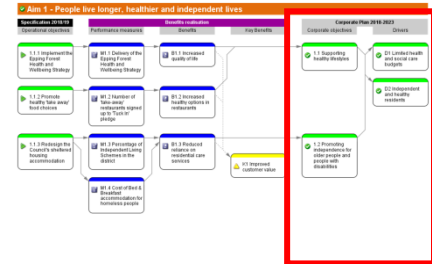 Aim 1 - People live longer, healthier and independent lives
Specification 2018/19
Benefits realisation
Corporate Plan 2018-2023
Operational objectives
Performance measures
Benefits
Key Benefits
Corporate objectives
Drivers
1.1.1 Implement the
Epping Forest
Health and
Wellbeing Strategy
B1.1 Delivery of the
Epping Forest
Health and
Wellbeing Strategy
B1.1 Increased
quality of life
1.1 Supporting
healthy lifestyles
D1 Limited health
and social care
budgets
1.1.2 Promote
healthy 'take away'
food choices
B1.2 Number of
'take-away'
restaurants signed
up to 'Tuck in'
pledge
B1.2 Increased
healthy options in
restaurants
D2 Independent
and healthy
residents
1.1.3 Redesign the
Council's sheltered
housing
accommodation
B1.3 Percentage of
Independent Living
Schemes in the
district
B1.3 Reduced
reliance on
residential care
services
K1 Improved
customer value
1.2 Promoting
independence for
older people and
people with
disabilities
B1.4 Cost of Bed &
Breakfast
accommodation for
homeless people